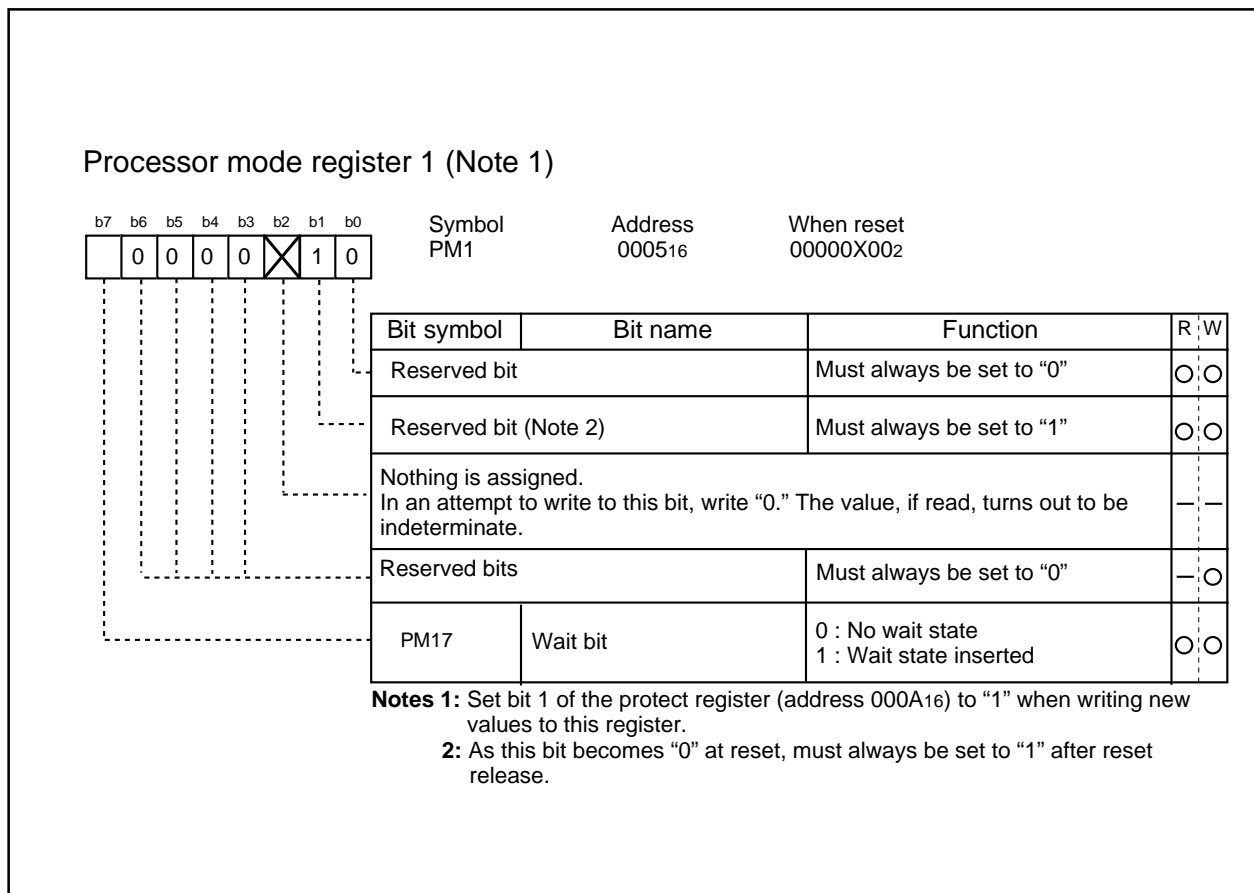 Processor mode register 1 (Note 1)
b7 b6 b5 b4 b3 b2 b1 b0
0 0 0 0 1 0
Symbol Address When reset
PM1 000516 00000X002
Bit symbol Bit name Function R W
Reserved bit Must always be set to “0”
Reserved bit (Note 2) Must always be set to “1”
Nothing is assigned.
In an attempt to write to this bit, write “0.” The value, if read, turns out to be
indeterminate.
Reserved bits Must always be set to “0”
PM17 Wait bit 0 : No wait state
1 : Wait state inserted
Notes 1: Set bit 1 of the protect register (address 000A16) to “1” when writing new
values to this register.
2: As this bit becomes “0” at reset, must always be set to “1” after reset
release.